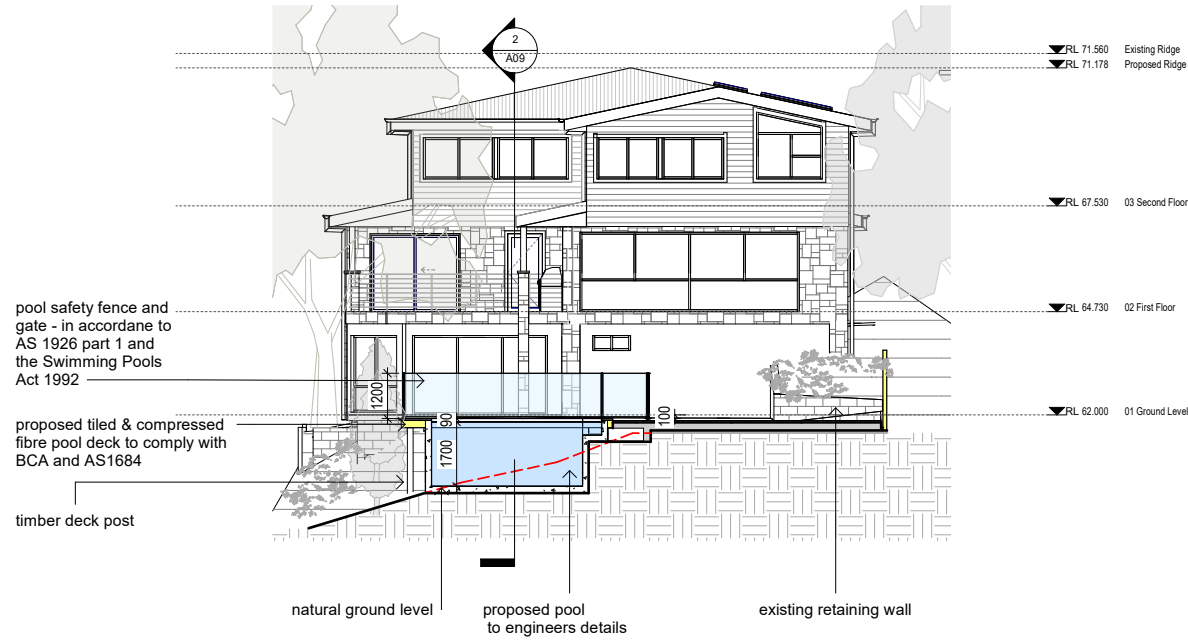 2
A09
RL 71.560 Existing Ridge
RL 71.178 Proposed Ridge
RL 67.530 03 Second Floor
RL 64.730 02 First Floor
RL 62.000 01 Ground Level
pool safety fence and
gate - in accordane to
AS 1926 part 1 and
the Swimming Pools
Act 1992
1200
90
100
1700
proposed tiled & compressed
fibre pool deck to comply with
BCA and AS1684
timber deck post
natural ground level
proposed pool
to engineers details
existing retaining wall